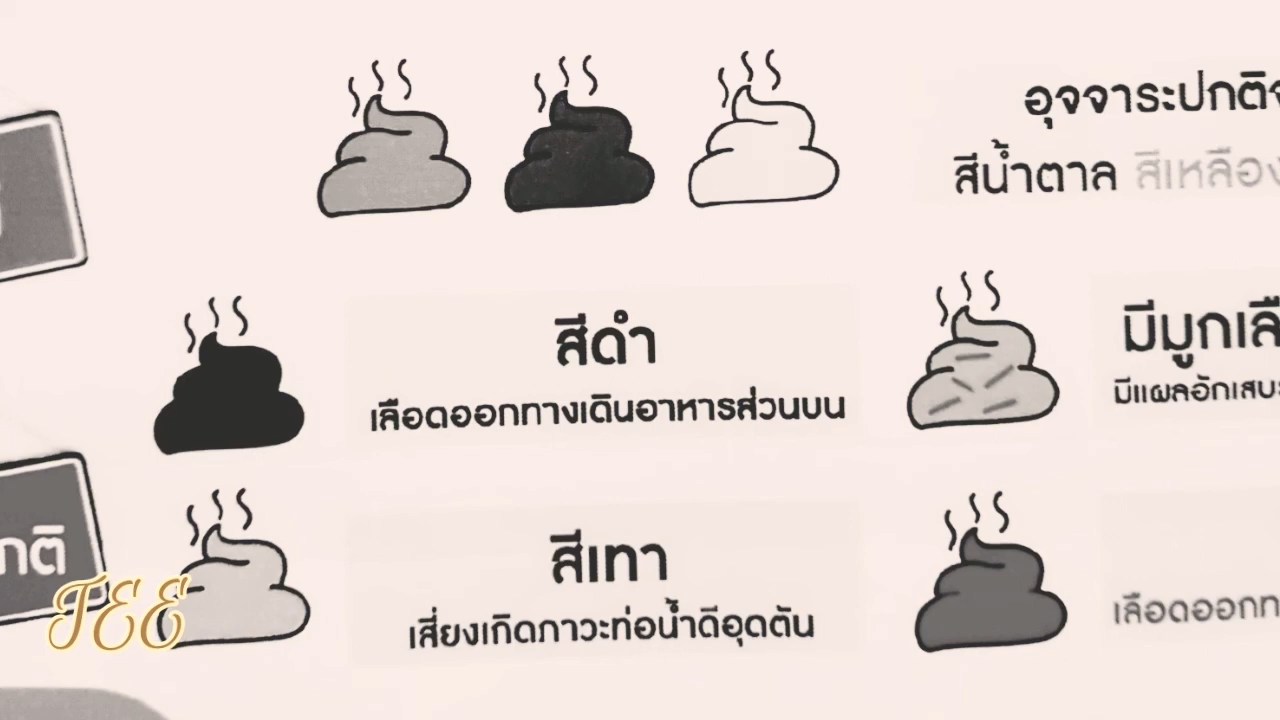 อุจจาระปกติ
สีน้ำตาล สีเหลือง
สีดำ
เลือดออกทางเดินอาหารส่วนบน
มีมูกเลื
มีแผลอักเสบ
กติ
สีเทา
เสี่ยงเกิดภาวะท่อน้ำดีอุดตัน
เลือดออกท
TEE